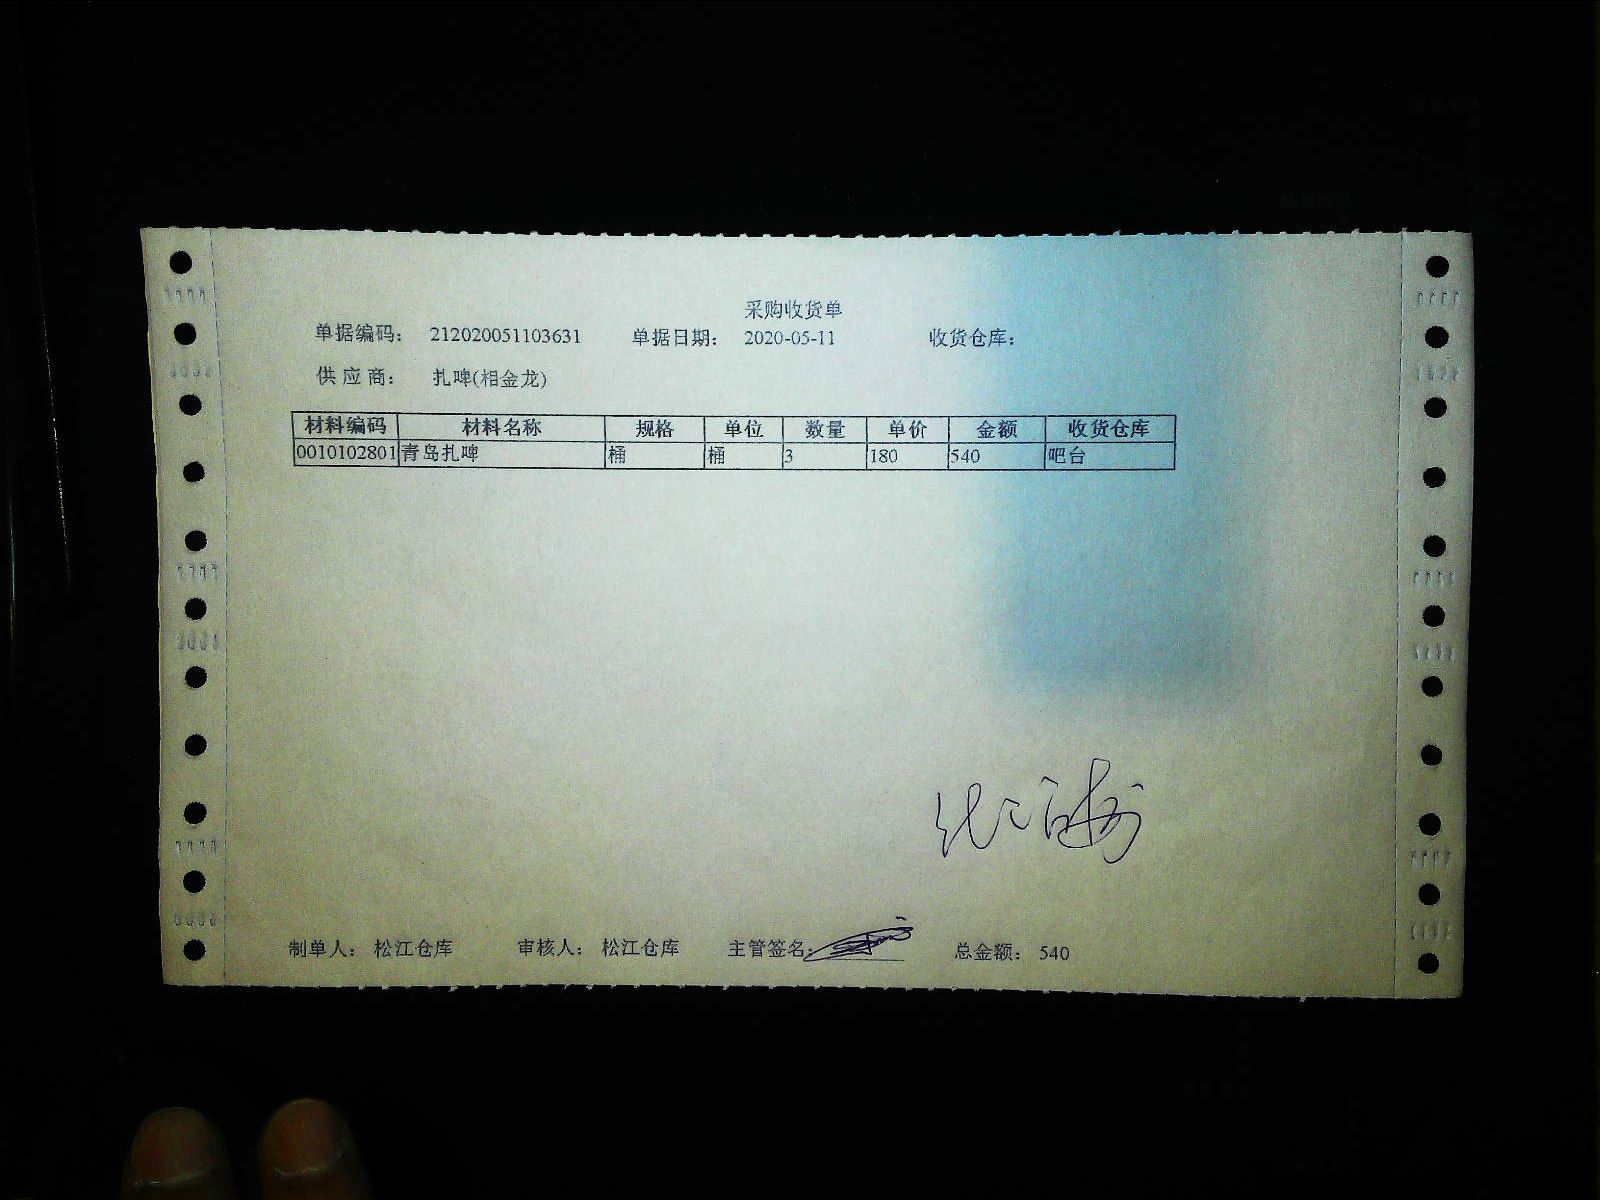 采购收货单
单据编码： 212020051103631 单据日期： 2020-05-11 收货仓库：
供应商： 扎啤(相金龙)
材料编码 材料名称 规格 单位 数量 单价 金额 收货仓库
0010102801 青岛扎啤 桶 桶 3 180 540 吧台
制单人： 松江仓库 审核人： 松江仓库 主管签名： 总金额： 540